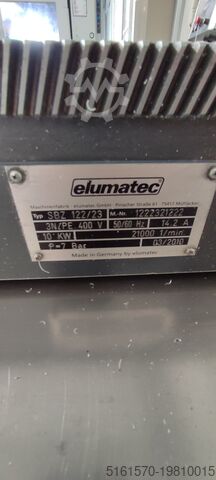 elumatec
Maschinenfabrik · elumatec GmbH · Pinacher Straße 61 · 75417 Mühlacker
Typ SBZ 122/23 M.-Nr. 1222321222
3N/PE 400 V 50/60 Hz 14.2 A
10 KW 21000 1/min
P=7 Bar 03/2010
Made in Germany by elumatec
5161570-19810015